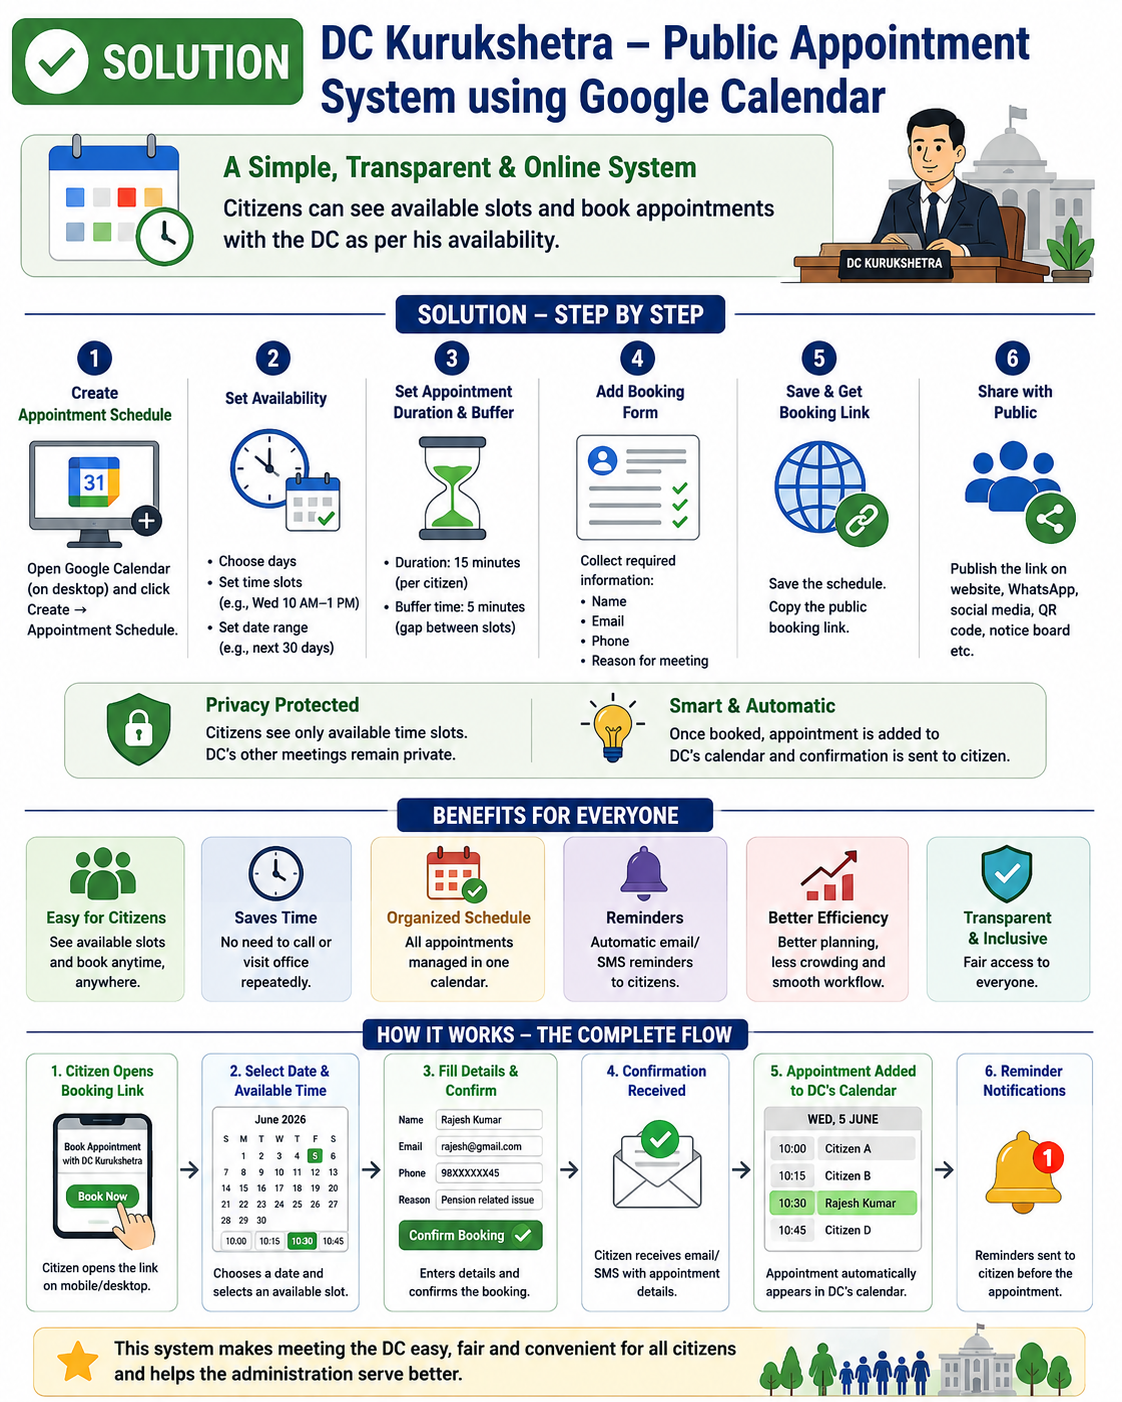 SOLUTION
DC Kurukshetra – Public Appointment
System using Google Calendar
A Simple, Transparent & Online System
Citizens can see available slots and book appointments
with the DC as per his availability.
DC KURUKSHETRA
SOLUTION – STEP BY STEP
1
Create
Appointment Schedule
31
Open Google Calendar
(on desktop) and click
Create →
Appointment Schedule.
2
Set Availability
• Choose days
• Set time slots
(e.g., Wed 10 AM–1 PM)
• Set date range
(e.g., next 30 days)
3
Set Appointment
Duration & Buffer
• Duration: 15 minutes
(per citizen)
• Buffer time: 5 minutes
(gap between slots)
4
Add Booking
Form
Collect required
information:
• Name
• Email
• Phone
• Reason for meeting
5
Save & Get
Booking Link
Save the schedule.
Copy the public
booking link.
6
Share with
Public
Publish the link on
website, WhatsApp,
social media, QR
code, notice board
etc.
Privacy Protected
Citizens see only available time slots.
DC's other meetings remain private.
Smart & Automatic
Once booked, appointment is added to
DC's calendar and confirmation is sent to citizen.
BENEFITS FOR EVERYONE
Easy for Citizens
See available slots
and book anytime,
anywhere.
Saves Time
No need to call or
visit office
repeatedly.
Organized Schedule
All appointments
managed in one
calendar.
Reminders
Automatic email/
SMS reminders
to citizens.
Better Efficiency
Better planning,
less crowding and
smooth workflow.
Transparent
& Inclusive
Fair access to
everyone.
HOW IT WORKS – THE COMPLETE FLOW
1. Citizen Opens
Booking Link
Book Appointment
with DC Kurukshetra
Book Now
Citizen opens the link
on mobile/desktop.
2. Select Date &
Available Time
June 2026
S M T W T F S
1 2 3 4 5 6
7 8 9 10 11 12 13
14 15 16 17 18 19 20
21 22 23 24 25 26 27
28 29 30
10:00 10:15 10:30 10:45
Chooses a date and
selects an available slot.
3. Fill Details &
Confirm
Name Rajesh Kumar
Email rajesh@gmail.com
Phone 98XXXXXX45
Reason Pension related issue
Confirm Booking
Enters details and
confirms the booking.
4. Confirmation
Received
Citizen receives email/
SMS with appointment
details.
5. Appointment Added
to DC's Calendar
WED, 5 JUNE
10:00 Citizen A
10:15 Citizen B
10:30 Rajesh Kumar
10:45 Citizen D
Appointment automatically
appears in DC's calendar.
6. Reminder
Notifications
1
Reminders sent to
citizen before the
appointment.
This system makes meeting the DC easy, fair and convenient for all citizens
and helps the administration serve better.